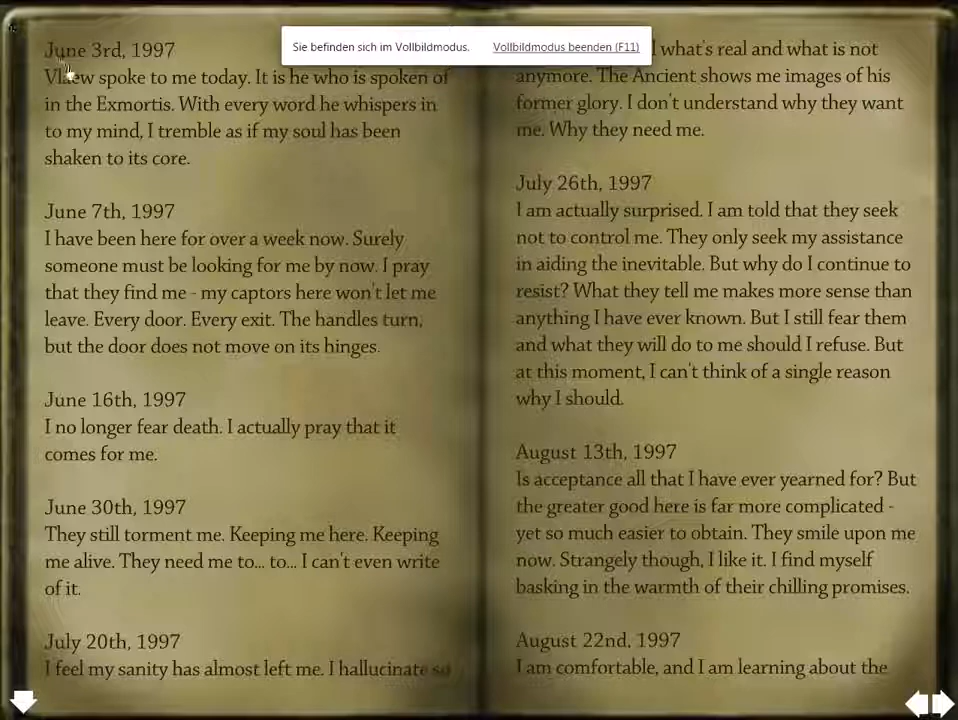 June 3rd, 1997
Vlaew spoke to me today. It is he who is spoken of
in the Exmortis. With every word he whispers in
to my mind, I tremble as if my soul has been
shaken to its core.
June 7th, 1997
I have been here for over a week now. Surely
someone must be looking for me by now. I pray
that they find me - my captors here won't let me
leave. Every door. Every exit. The handles turn,
but the door does not move on its hinges.
June 16th, 1997
I no longer fear death. I actually pray that it
comes for me.
June 30th, 1997
They still torment me. Keeping me here. Keeping
me alive. They need me to... to... I can't even write
of it.
July 20th, 1997
I feel my sanity has almost left me. I hallucinate so
Sie befinden sich im Vollbildmodus. Vollbildmodus beenden (F11)
what's real and what is not
anymore. The Ancient shows me images of his
former glory. I don't understand why they want
me. Why they need me.
July 26th, 1997
I am actually surprised. I am told that they seek
not to control me. They only seek my assistance
in aiding the inevitable. But why do I continue to
resist? What they tell me makes more sense than
anything I have ever known. But I still fear them
and what they will do to me should I refuse. But
at this moment, I can't think of a single reason
why I should.
August 13th, 1997
Is acceptance all that I have ever yearned for? But
the greater good here is far more complicated -
yet so much easier to obtain. They smile upon me
now. Strangely though, I like it. I find myself
basking in the warmth of their chilling promises.
August 22nd, 1997
I am comfortable, and I am learning about the